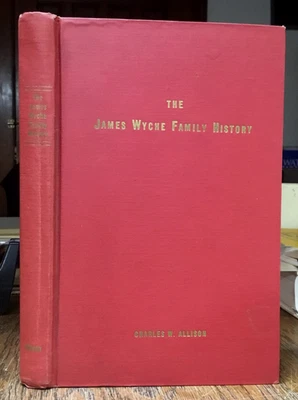 THE
JAMES WYCHE FAMILY HISTORY
CHARLES M. ALLISON